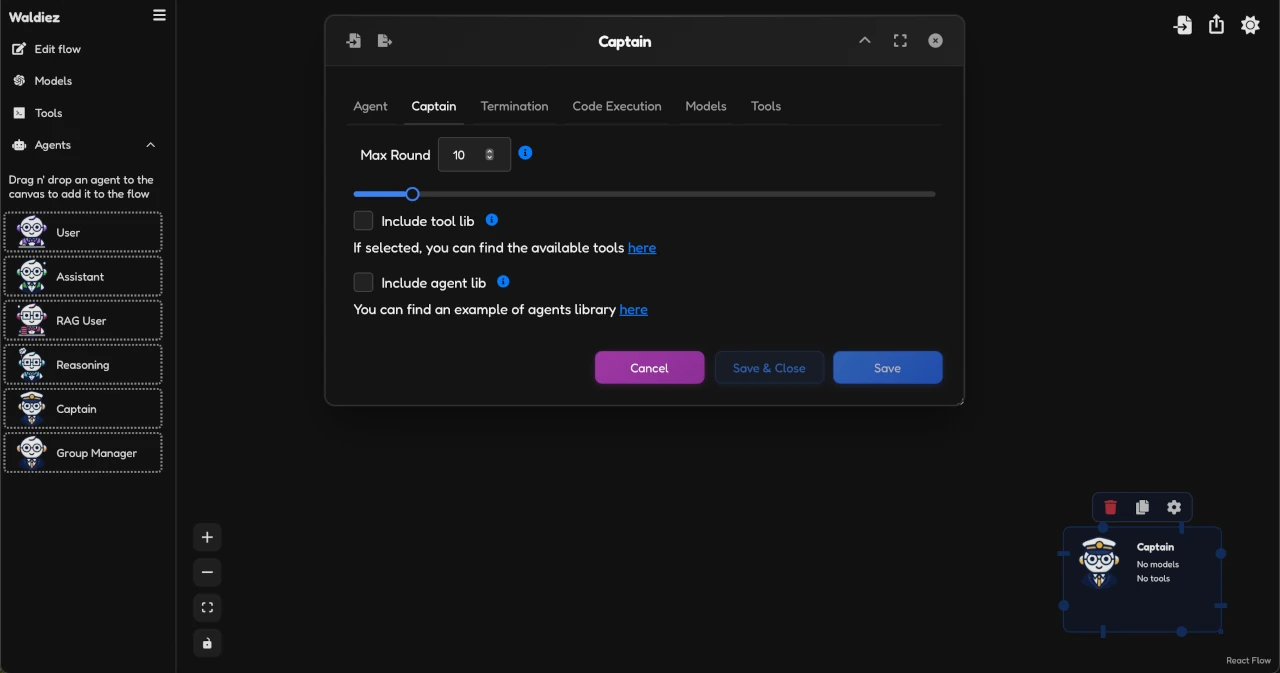 Waldiez
Edit flow
Models
Tools
Agents
Drag n' drop an agent to the
canvas to add it to the flow
User
Assistant
RAG User
Reasoning
Captain
Group Manager
Captain
Agent Captain Termination Code Execution Models Tools
Max Round 10
Include tool lib
If selected, you can find the available tools here
Include agent lib
You can find an example of agents library here
Cancel Save & Close Save
Captain
No models
No tools
React Flow